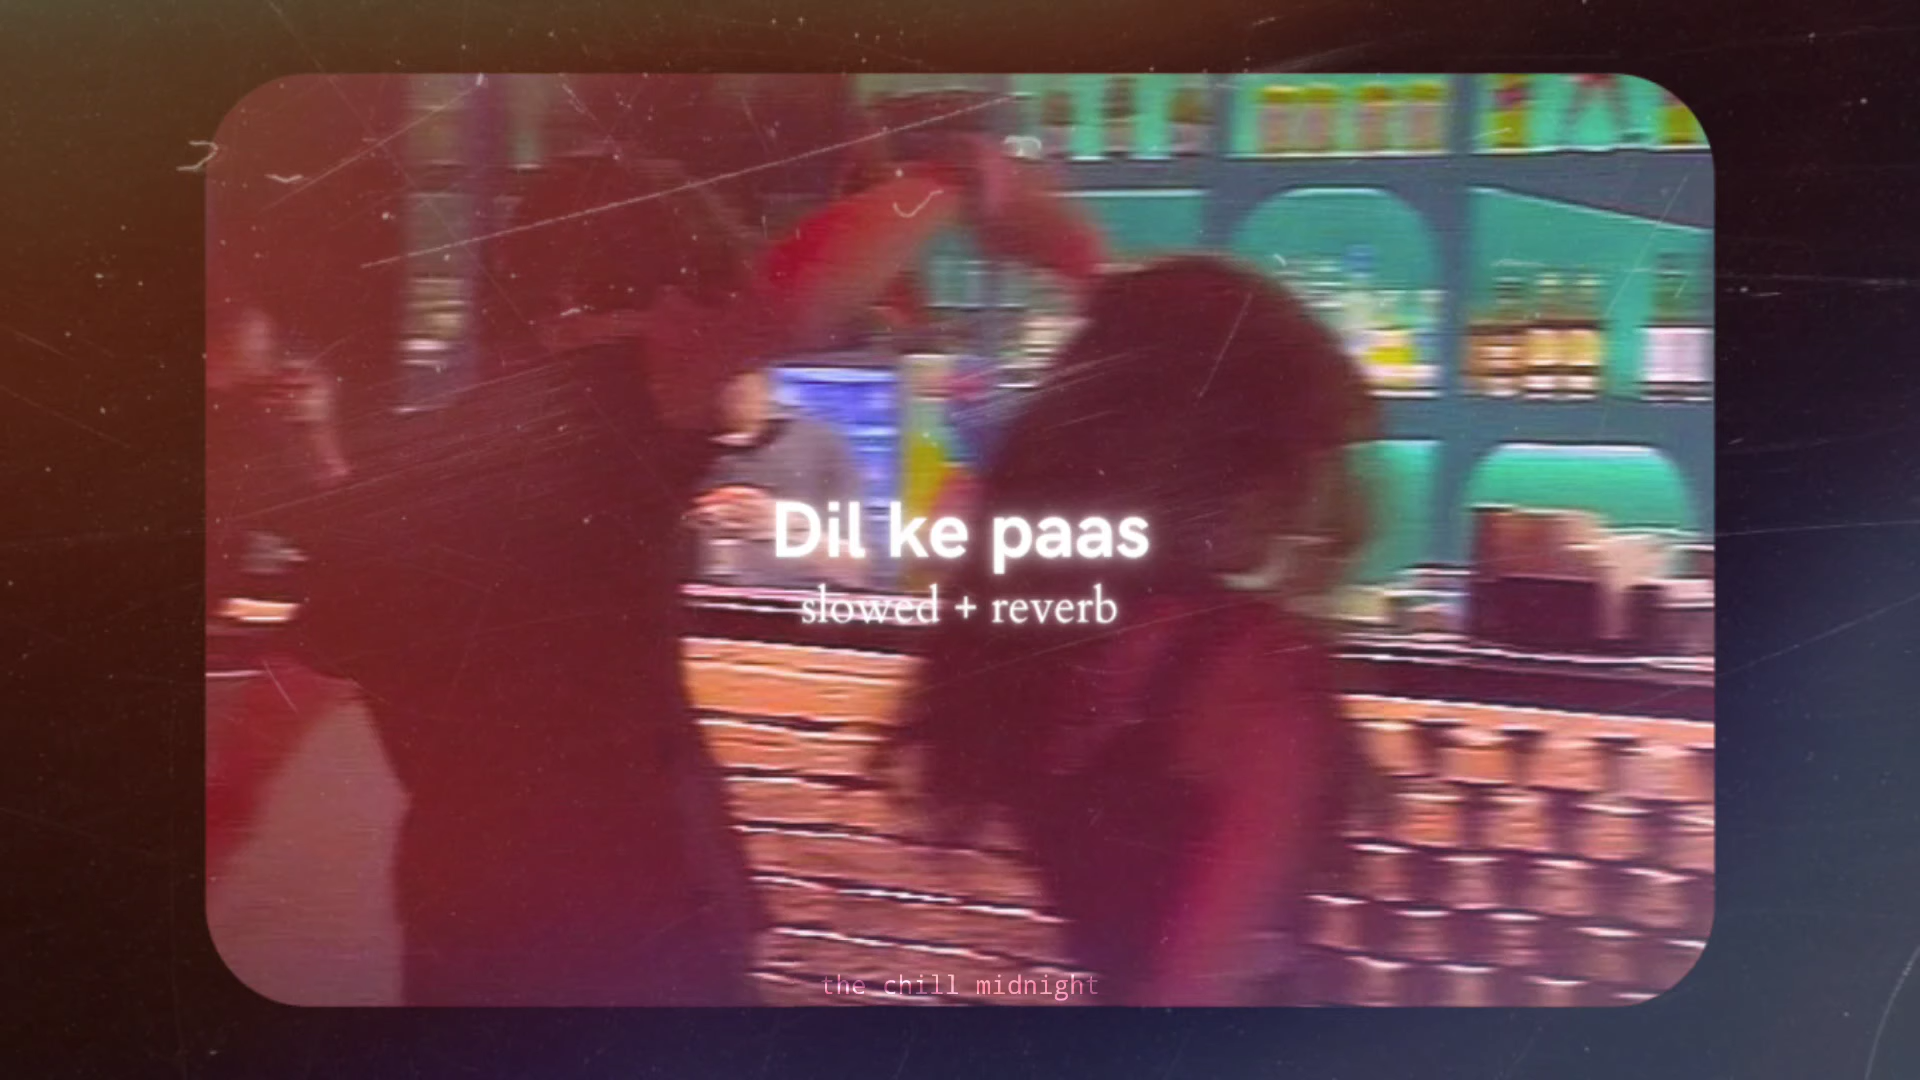 Dil ke paas
slowed + reverb
the chill midnight